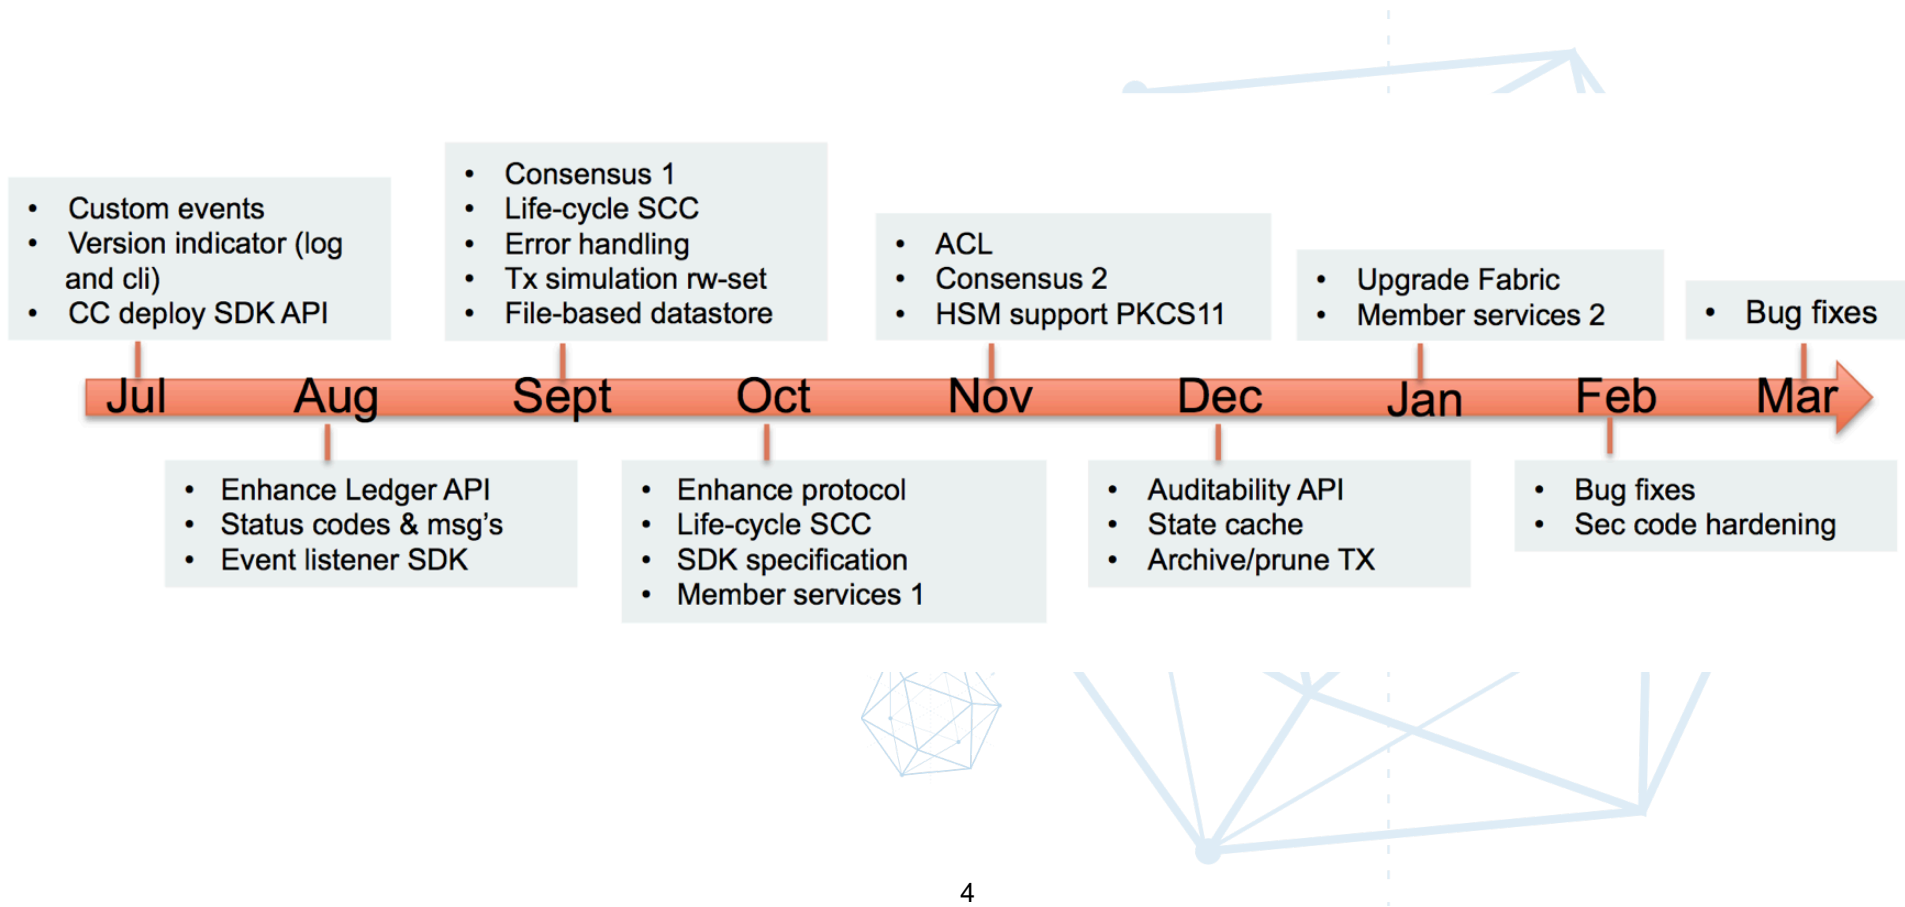 • Custom events
• Version indicator (log
and cli)
• CC deploy SDK API
• Consensus 1
• Life-cycle SCC
• Error handling
• Tx simulation rw-set
• File-based datastore
• ACL
• Consensus 2
• HSM support PKCS11
• Upgrade Fabric
• Member services 2
• Bug fixes
Jul Aug Sept Oct Nov Dec Jan Feb Mar
• Enhance Ledger API
• Status codes & msg's
• Event listener SDK
• Enhance protocol
• Life-cycle SCC
• SDK specification
• Member services 1
• Auditability API
• State cache
• Archive/prune TX
• Bug fixes
• Sec code hardening
4